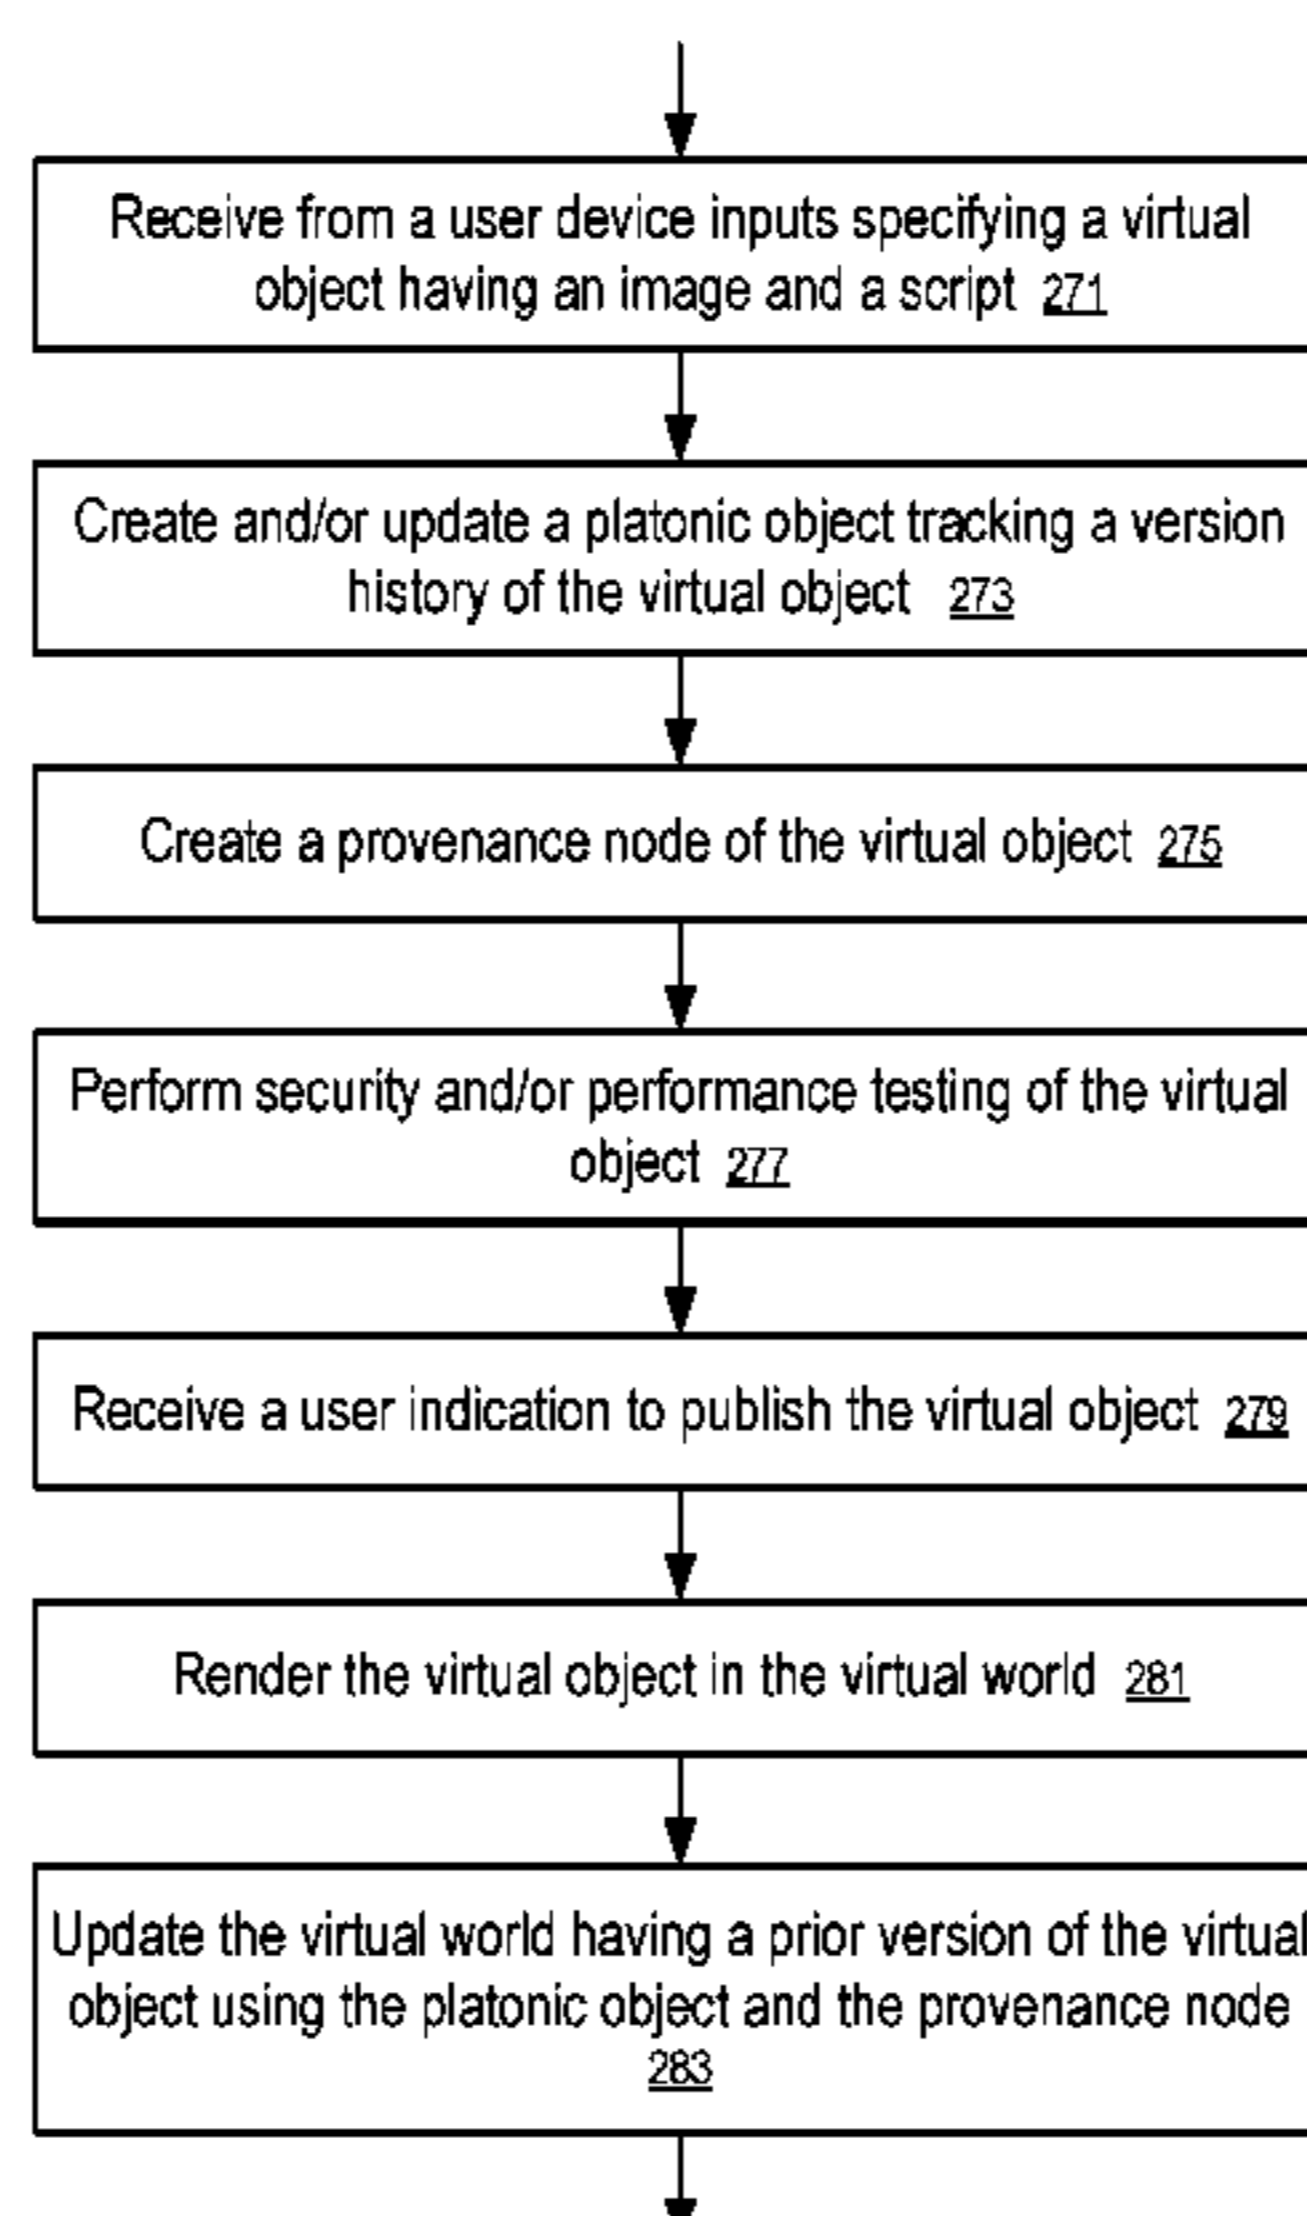 Receive from a user device inputs specifying a virtual
object having an image and a script 271
Create and/or update a platonic object tracking a version
history of the virtual object 273
Create a provenance node of the virtual object 275
Perform security and/or performance testing of the virtual
object 277
Receive a user indication to publish the virtual object 279
Render the virtual object in the virtual world 281
Update the virtual world having a prior version of the virtual
object using the platonic object and the provenance node
283